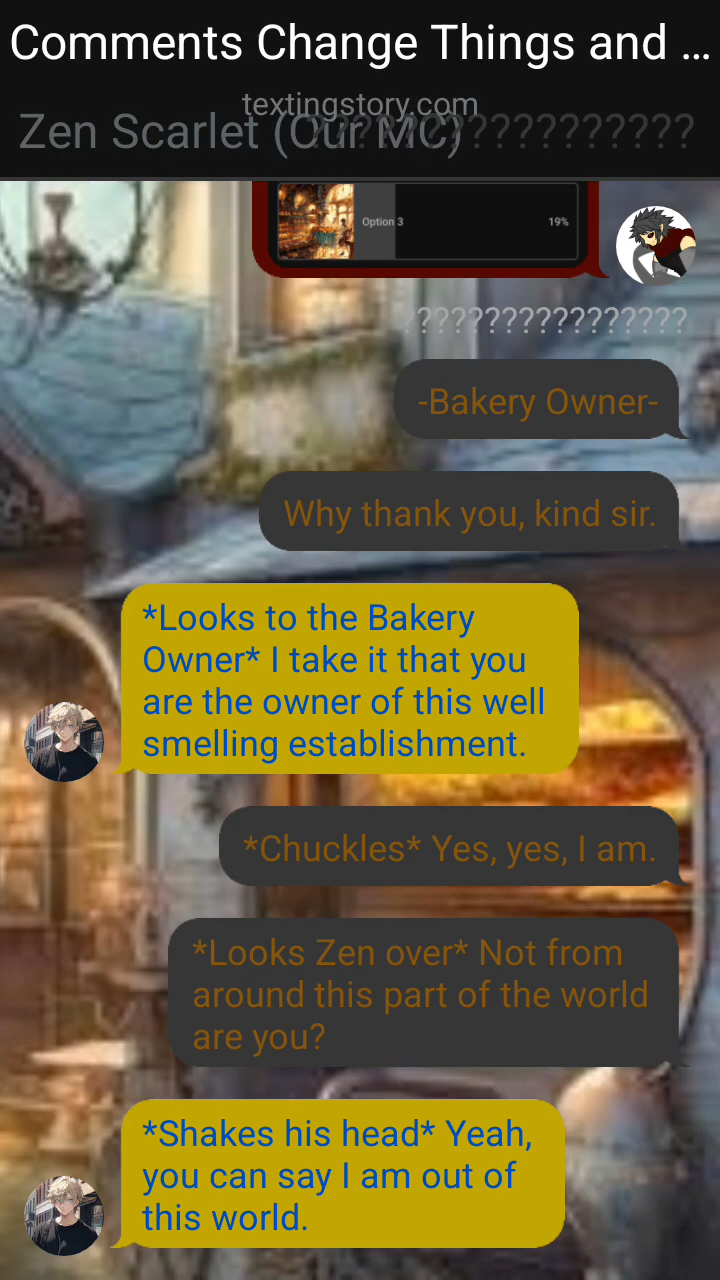 Comments Change Things and ...
textingstory.com
Zen Scarlet (Our MC)
?????????????????
Option 3
19%
????????????????
-Bakery Owner-
Why thank you, kind sir.
*Looks to the Bakery
Owner* I take it that you
are the owner of this well
smelling establishment.
*Chuckles* Yes, yes, I am.
*Looks Zen over* Not from
around this part of the world
are you?
*Shakes his head* Yeah,
you can say I am out of
this world.